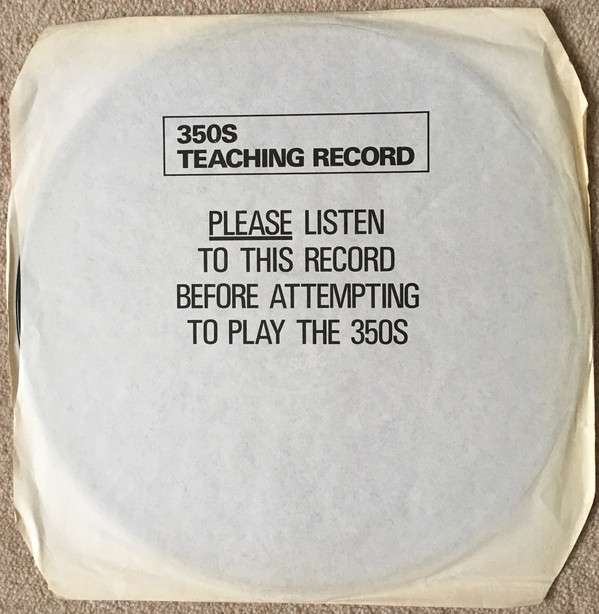 350S
TEACHING RECORD
PLEASE LISTEN
TO THIS RECORD
BEFORE ATTEMPTING
TO PLAY THE 350S